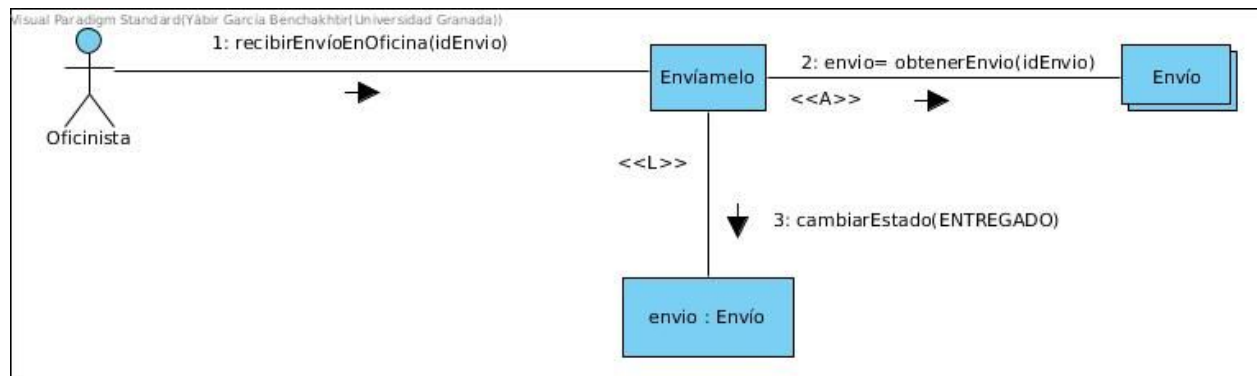 Visual Paradigm Standard(Yábir García Benchakhtir(Universidad Granada))
1: recibirEnvíoEnOficina(idEnvio)
2: envio= obtenerEnvio(idEnvio)
Envíamelo
Envío
<<A>>
Oficinista
<<L>>
3: cambiarEstado(ENTREGADO)
envio : Envío